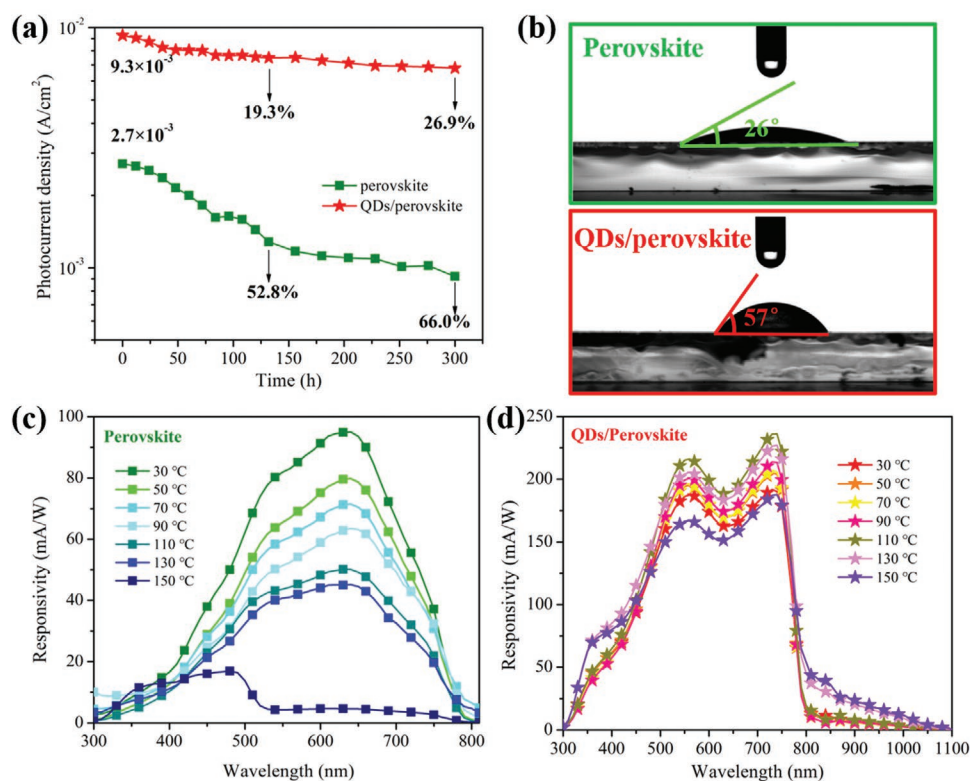 (a)
10⁻²
9.3×10⁻³
19.3%
26.9%
2.7×10⁻³
perovskite
QDs/perovskite
10⁻³
52.8%
66.0%
Photocurrent density (A/cm²)
0 50 100 150 200 250 300
Time (h)
(b)
Perovskite
26°
QDs/perovskite
57°
(c)
Perovskite
30 ℃
50 ℃
70 ℃
90 ℃
110 ℃
130 ℃
150 ℃
100
80
60
40
20
0
Responsivity (mA/W)
300 400 500 600 700 800
Wavelength (nm)
(d)
QDs/Perovskite
30 ℃
50 ℃
70 ℃
90 ℃
110 ℃
130 ℃
150 ℃
250
200
150
100
50
0
Responsivity (mA/W)
300 400 500 600 700 800 900 1000 1100
Wavelength (nm)